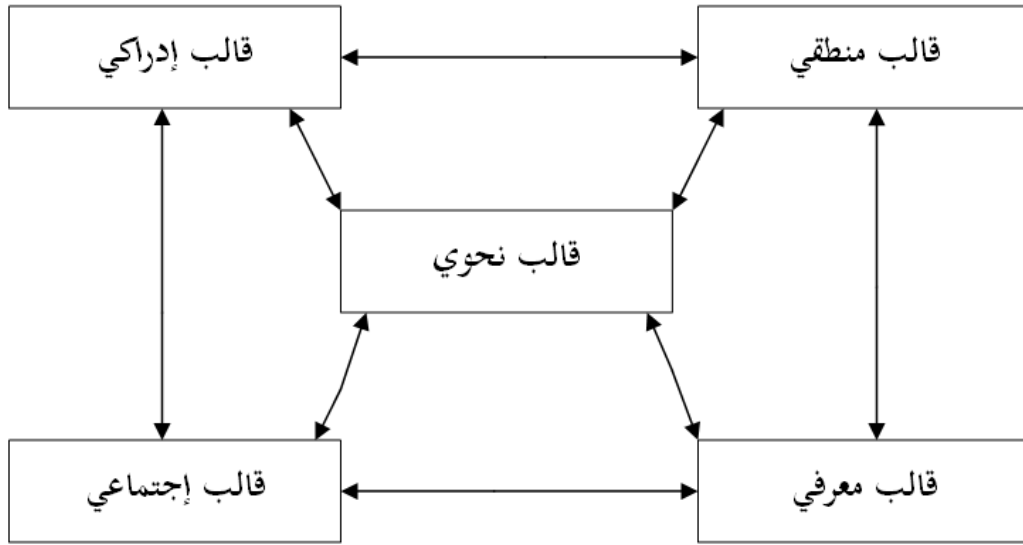 قالب منطقي
قالب إدراكي
قالب نحوي
قالب معرفي
قالب إجتماعي